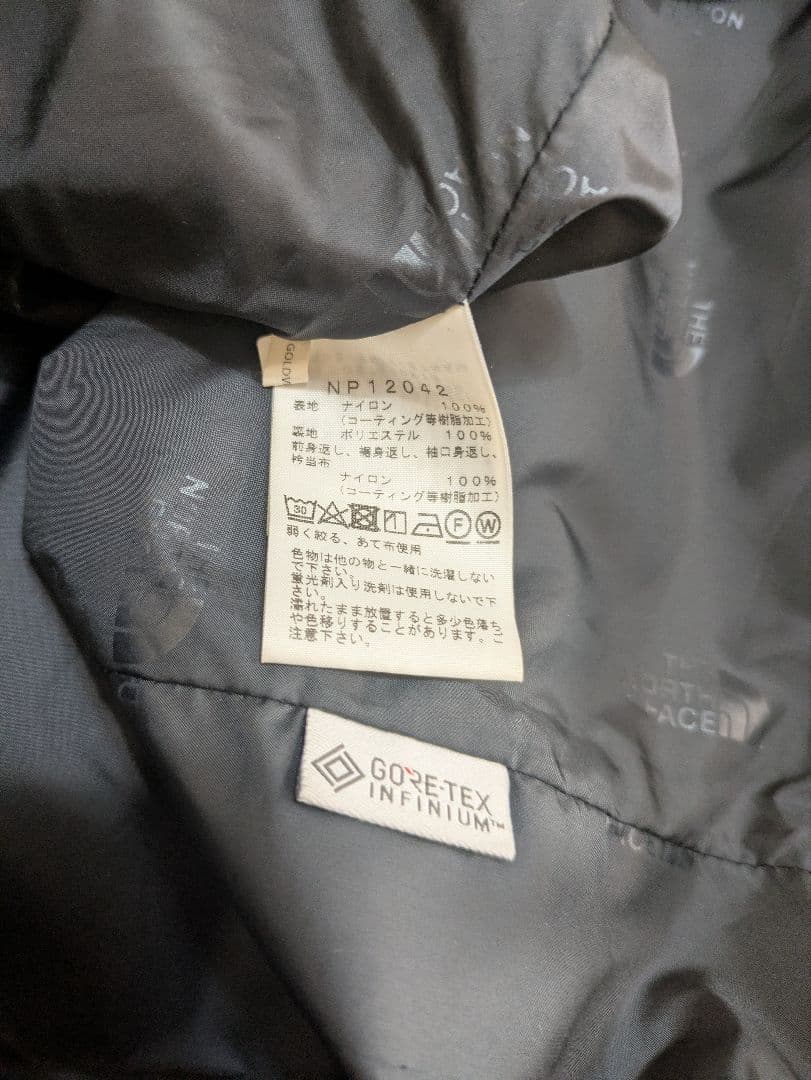 GOLDW
NP12042
表地 ナイロン 100%
(コーティング等樹脂加工)
裏地 ポリエステル 100%
前身返し、裾身返し、袖口身返し、
衿当布
ナイロン 100%
(コーティング等樹脂加工)
30
F W
弱く絞る、あて布使用
色物は他の物と一緒に洗濯しない
で下さい。
蛍光剤入り洗剤は使用しないで下
さい。
濡れたまま放置すると多少色落ち
や色移りすることがあります。ご
注意下さい。
THE
NORTH
FACE
GORE-TEX
INFINIUM™